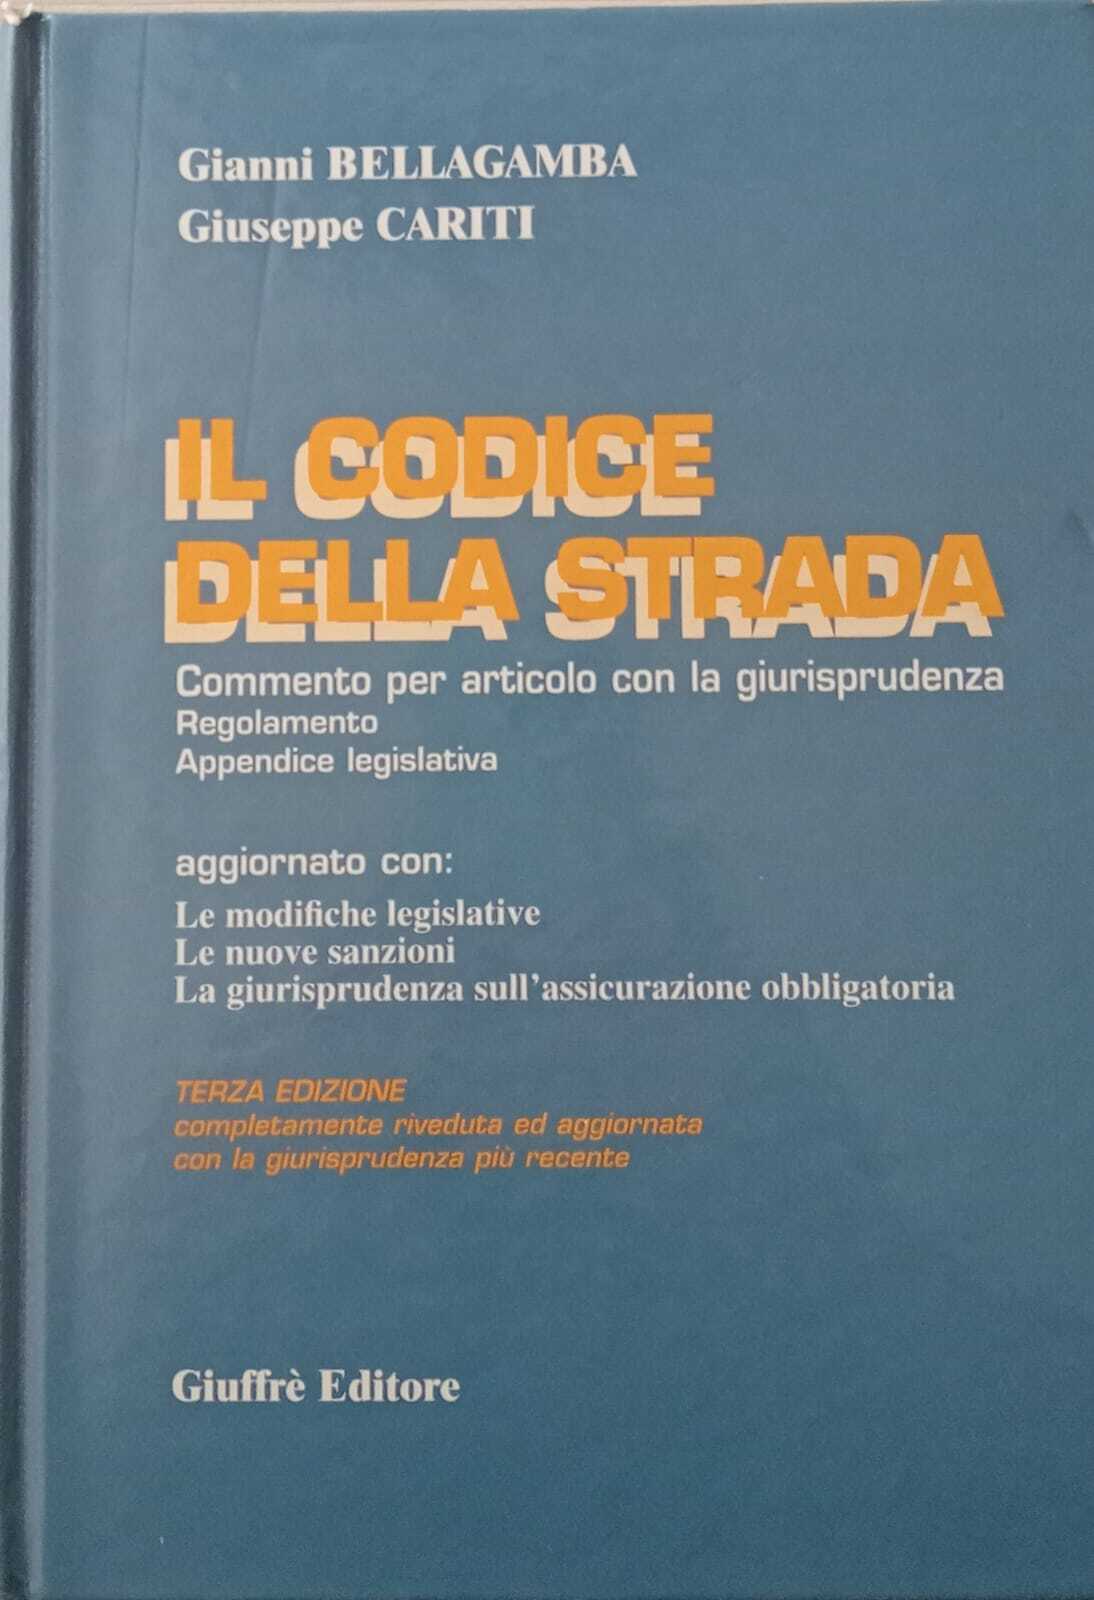 Gianni BELLAGAMBA
Giuseppe CARITI
IL CODICE
DELLA STRADA
Commento per articolo con la giurisprudenza
Regolamento
Appendice legislativa
aggiornato con:
Le modifiche legislative
Le nuove sanzioni
La giurisprudenza sull'assicurazione obbligatoria
TERZA EDIZIONE
completamente riveduta ed aggiornata
con la giurisprudenza più recente
Giuffrè Editore